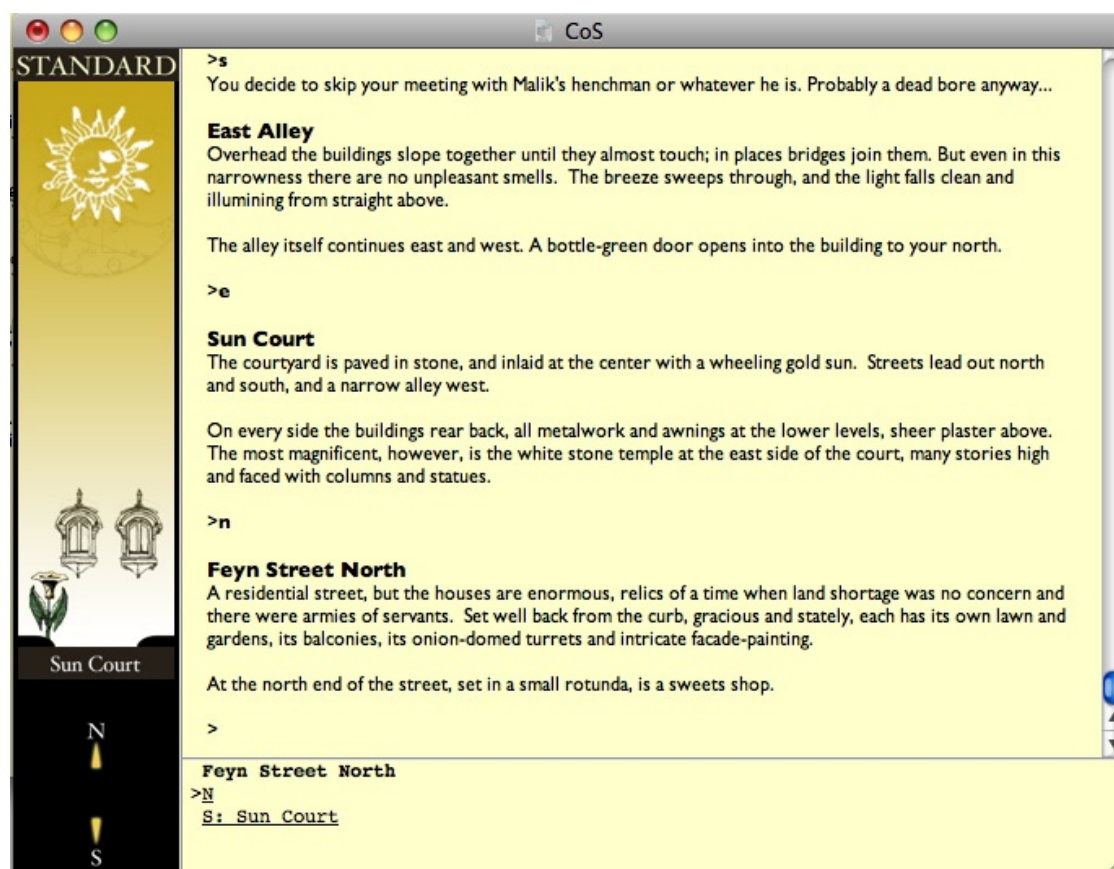 CoS
STANDARD
Sun Court
N
S
>s
You decide to skip your meeting with Malik's henchman or whatever he is. Probably a dead bore anyway...
East Alley
Overhead the buildings slope together until they almost touch; in places bridges join them. But even in this
narrowness there are no unpleasant smells.  The breeze sweeps through, and the light falls clean and
illumining from straight above.
The alley itself continues east and west. A bottle-green door opens into the building to your north.
>e
Sun Court
The courtyard is paved in stone, and inlaid at the center with a wheeling gold sun.  Streets lead out north
and south, and a narrow alley west.
On every side the buildings rear back, all metalwork and awnings at the lower levels, sheer plaster above.
The most magnificent, however, is the white stone temple at the east side of the court, many stories high
and faced with columns and statues.
>n
Feyn Street North
A residential street, but the houses are enormous, relics of a time when land shortage was no concern and
there were armies of servants.  Set well back from the curb, gracious and stately, each has its own lawn and
gardens, its balconies, its onion-domed turrets and intricate facade-painting.
At the north end of the street, set in a small rotunda, is a sweets shop.
>
Feyn Street North
>N
S: Sun Court